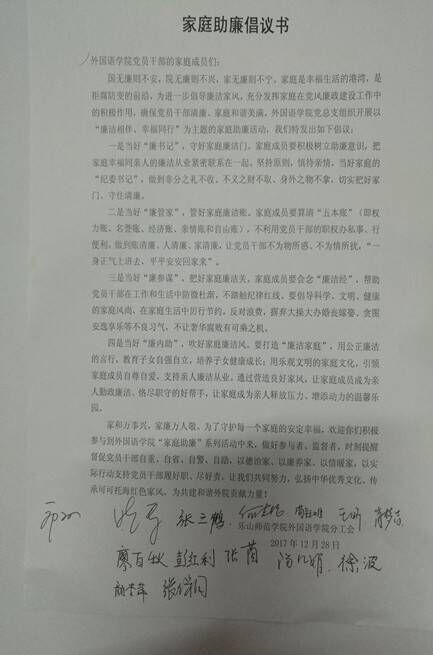 家庭助廉倡议书
外国语学院党员干部的家庭成员们：
国无廉则不安，院无廉则不兴，家无廉则不宁。家庭是幸福生活的港湾，是
拒腐防变的前沿，为进一步倡导廉洁家风，充分发挥家庭在党风廉政建设工作中
的积极作用，确保党员干部清廉、家庭和谐美满，外国语学院党总支组织开展以
以“廉洁相伴、幸福同行”为主题的家庭助廉活动，我们特发出如下倡议：
一是当好“廉书记”，守好家庭廉洁门。家庭成员要积极树立助廉意识，把
家庭幸福同亲人的廉洁从业紧密联系在一起，坚持原则，慎待亲情，当好家庭的
“纪委书记”，做到非分之礼不收、不义之财不取、身外之物不拿，切实把好家
门、守住清廉。
二是当好“廉管家”，管好家庭廉洁账。家庭成员要算清“五本账”（即权
力账、名誉账、经济账、亲情账和自由账），不利用党员干部的职权办私事、行
便利，做到账清廉、人清廉、家清廉，让党员干部不为物所惑、不为情所扰，“一
身正气上讲去、平平安安回家来”。
三是当好“廉参谋”，把好家庭廉洁关。家庭成员要会念“廉洁经”，帮助
党员干部在工作和生活中防微杜渐，不踏触纪律红线。要倡导科学、文明、健康
的家庭风尚，在家庭生活中厉行节约，反对浪费，摒弃大操大办婚丧嫁娶、贪图
安逸享乐等不良习气，不让奢华腐败有可乘之机。
四是当好“廉内助”，吹好家庭廉洁风。要打造“廉洁家庭”，用公正廉洁
的言行，教育子女自强自立，培养子女健康成长；用乐观文明的家庭文化，引领
家庭成员自尊自爱，支持亲人廉洁从业。通过营造良好家风，让家庭成员成为亲
人勤政廉洁、恪尽职守的好帮手，让家庭成为亲人释放压力、增添动力的温馨乐
园。
家和万事兴，家廉万人敬。为了守护每一个家庭的安定幸福，欢迎你们积极
参与到外国语学院“家庭助廉”系列活动中来，做好参与者、监督者，时刻提醒
督促党员干部自重、自省、自警、自励，以德治家、以廉养家、以情暖家，以实
际行动支持党员干部履好职、尽好责。让我们共同努力，弘扬中华优秀文化、传
承可可托海红色家风，为共建和谐外院贡献力量！
张三鹤
乐山师范学院外国语学院分工会
2017年12月28日
廖百秋 彭红利 张茵 徐波